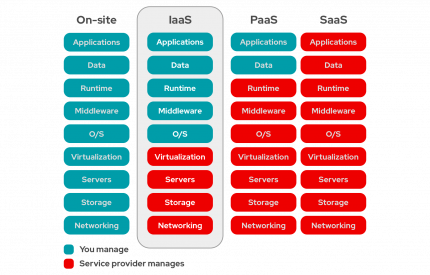 On-site IaaS PaaS SaaS
Applications Applications Applications Applications
Data Data Data Data
Runtime Runtime Runtime Runtime
Middleware Middleware Middleware Middleware
O/S O/S O/S O/S
Virtualization Virtualization Virtualization Virtualization
Servers Servers Servers Servers
Storage Storage Storage Storage
Networking Networking Networking Networking
You manage
Service provider manages